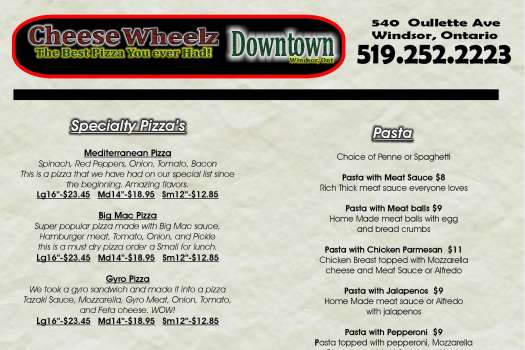 Cheese Wheelz
The Best Pizza You ever Had!
Downtown
Windsor, Ont
540 Oullette Ave
Windsor, Ontario
519.252.2223
Specialty Pizza's
Mediterranean Pizza
Spinach, Red Peppers, Onion, Tomato, Bacon
This is a pizza that we have had on our special list since
the beginning. Amazing flavors.
Lg16"-$23.45 Md14"-$18.95 Sm12"-$12.85
Big Mac Pizza
Super popular pizza made with Big Mac sauce,
Hamburger meat, Tomato, Onion, and Pickle
this is a must dry pizza order a Small for lunch.
Lg16"-$23.45 Md14"-$18.95 Sm12"-$12.85
Gyro Pizza
We took a gyro sandwich and made it into a pizza
Tazaki Sauce, Mozzarella, Gyro Meat, Onion, Tomato,
and Feta cheese. WOW!
Lg16"-$23.45 Md14"-$18.95 Sm12"-$12.85
Pasta
Choice of Penne or Spaghetti
Pasta with Meat Sauce $8
Rich Thick meat sauce everyone loves
Pasta with Meat balls $9
Home Made meat balls with egg
and bread crumbs
Pasta with Chicken Parmesan $11
Chicken Breast topped with Mozzarella
cheese and Meat Sauce or Alfredo
Pasta with Jalapenos $9
Home Made meat sauce or Alfredo
with jalapenos
Pasta with Pepperoni $9
Pasta topped with pepperoni, Mozzarella